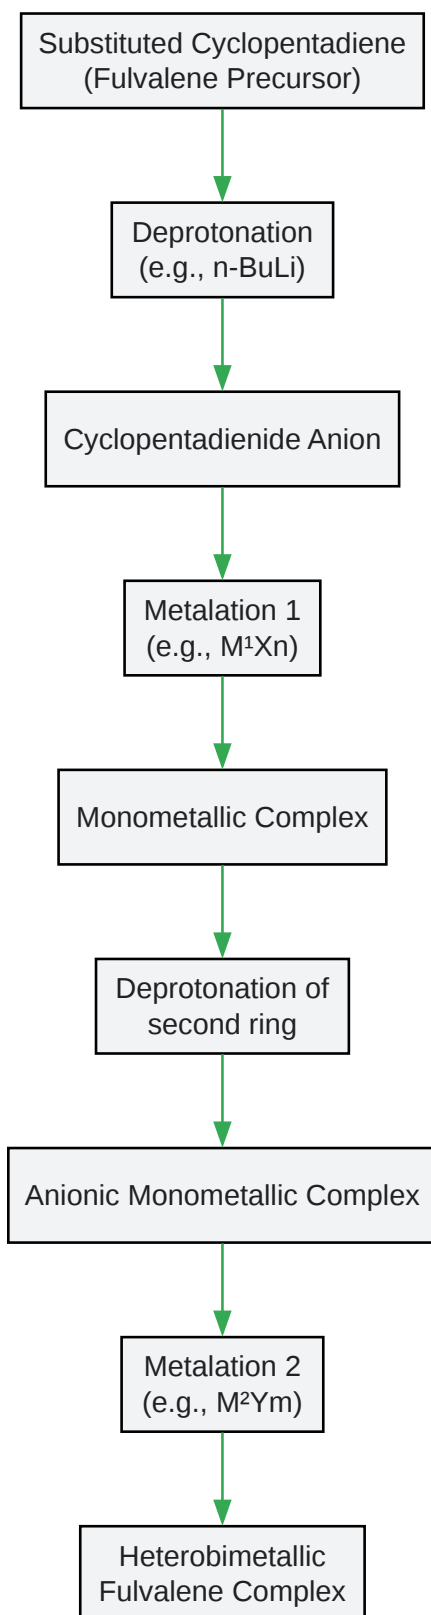 Substituted Cyclopentadiene
(Fulvalene Precursor)
Deprotonation
(e.g., n-BuLi)
Cyclopentadienide Anion
Metalation 1
(e.g., M¹Xn)
Monometallic Complex
Deprotonation of
second ring
Anionic Monometallic Complex
Metalation 2
(e.g., M²Ym)
Heterobimetallic
Fulvalene Complex